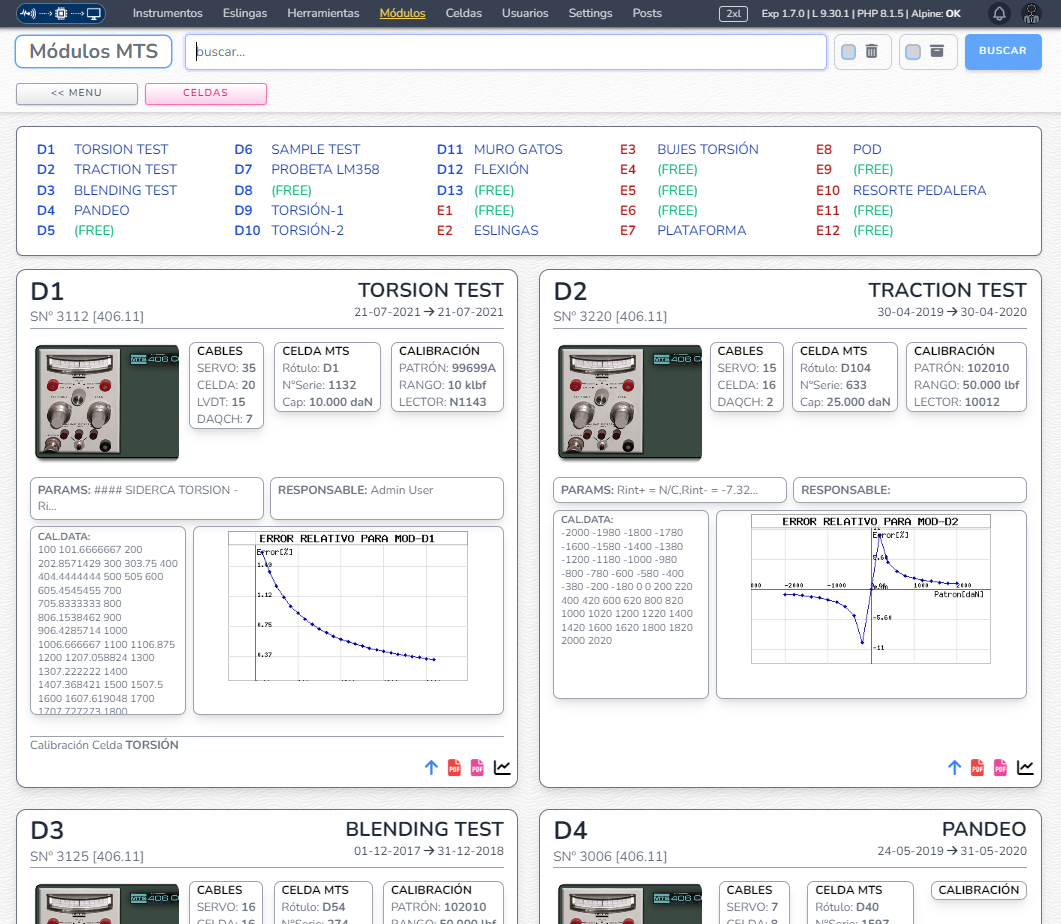 Instrumentos Eslingas Herramientas Módulos Celdas Usuarios Settings Posts 2xl Exp 1.7.0 | L 9.30.1 | PHP 8.1.5 | Alpine: OK
Módulos MTS buscar... BUSCAR
<< MENU CELDAS
D1 TORSION TEST D6 SAMPLE TEST D11 MURO GATOS E3 BUJES TORSIÓN E8 POD
D2 TRACTION TEST D7 PROBETA LM358 D12 FLEXIÓN E4 (FREE) E9 (FREE)
D3 BLENDING TEST D8 (FREE) D13 (FREE) E5 (FREE) E10 RESORTE PEDALERA
D4 PANDEO D9 TORSIÓN-1 E1 (FREE) E6 (FREE) E11 (FREE)
D5 (FREE) D10 TORSIÓN-2 E2 ESLINGAS E7 PLATAFORMA E12 (FREE)
D1 TORSION TEST
SNº 3112 [406.11] 21-07-2021 → 21-07-2021
MTS 406 CO
CABLES
SERVO: 35
CELDA: 20
LVDT: 15
DAQCH: 7
CELDA MTS
Rótulo: D1
NºSerie: 1132
Cap: 10.000 daN
CALIBRACIÓN
PATRÓN: 99699A
RANGO: 10 klbf
LECTOR: N1143
PARAMS: #### SIDERCA TORSION -
Ri...
RESPONSABLE: Admin User
CAL.DATA:
100 101.6666667 200
202.8571429 300 303.75 400
404.4444444 500 505 600
605.4545455 700
705.8333333 800
806.1538462 900
906.4285714 1000
1006.666667 1100 1106.875
1200 1207.058824 1300
1307.222222 1400
1407.368421 1500 1507.5
1600 1607.619048 1700
1707.727273 1800
ERROR RELATIVO PARA MOD-D1
Error[%]
1.49
1.12
0.75
0.37
Calibración Celda TORSIÓN
PDF PDF
D2 TRACTION TEST
SNº 3220 [406.11] 30-04-2019 → 30-04-2020
MTS 406 CO
CABLES
SERVO: 15
CELDA: 16
DAQCH: 2
CELDA MTS
Rótulo: D104
NºSerie: 633
Cap: 25.000 daN
CALIBRACIÓN
PATRÓN: 102010
RANGO: 50.000 lbf
LECTOR: 10012
PARAMS: Rint+ = N/C,Rint- = -7.32...
RESPONSABLE:
CAL.DATA:
-2000 -1980 -1800 -1780
-1600 -1580 -1400 -1380
-1200 -1180 -1000 -980
-800 -780 -600 -580 -400
-380 -200 -180 0 0 200 220
400 420 600 620 800 820
1000 1020 1200 1220 1400
1420 1600 1620 1800 1820
2000 2020
ERROR RELATIVO PARA MOD-D2
11
Error[%]
000 -2000 -1000 1000 2000
Patron[daN]
-5.60
-11
PDF PDF
D3 BLENDING TEST
SNº 3125 [406.11] 01-12-2017 → 31-12-2018
MTS 406 CO
CABLES
SERVO: 16
CELDA: 16
CELDA MTS
Rótulo: D54
NºSerie: 274
CALIBRACIÓN
PATRÓN: 102010
RANGO: 50.000 lbf
D4 PANDEO
SNº 3006 [406.11] 24-05-2019 → 31-05-2020
MTS 406 CO
CABLES
SERVO: 7
CELDA: 8
CELDA MTS
Rótulo: D40
NºSerie: 1597
CALIBRACIÓN